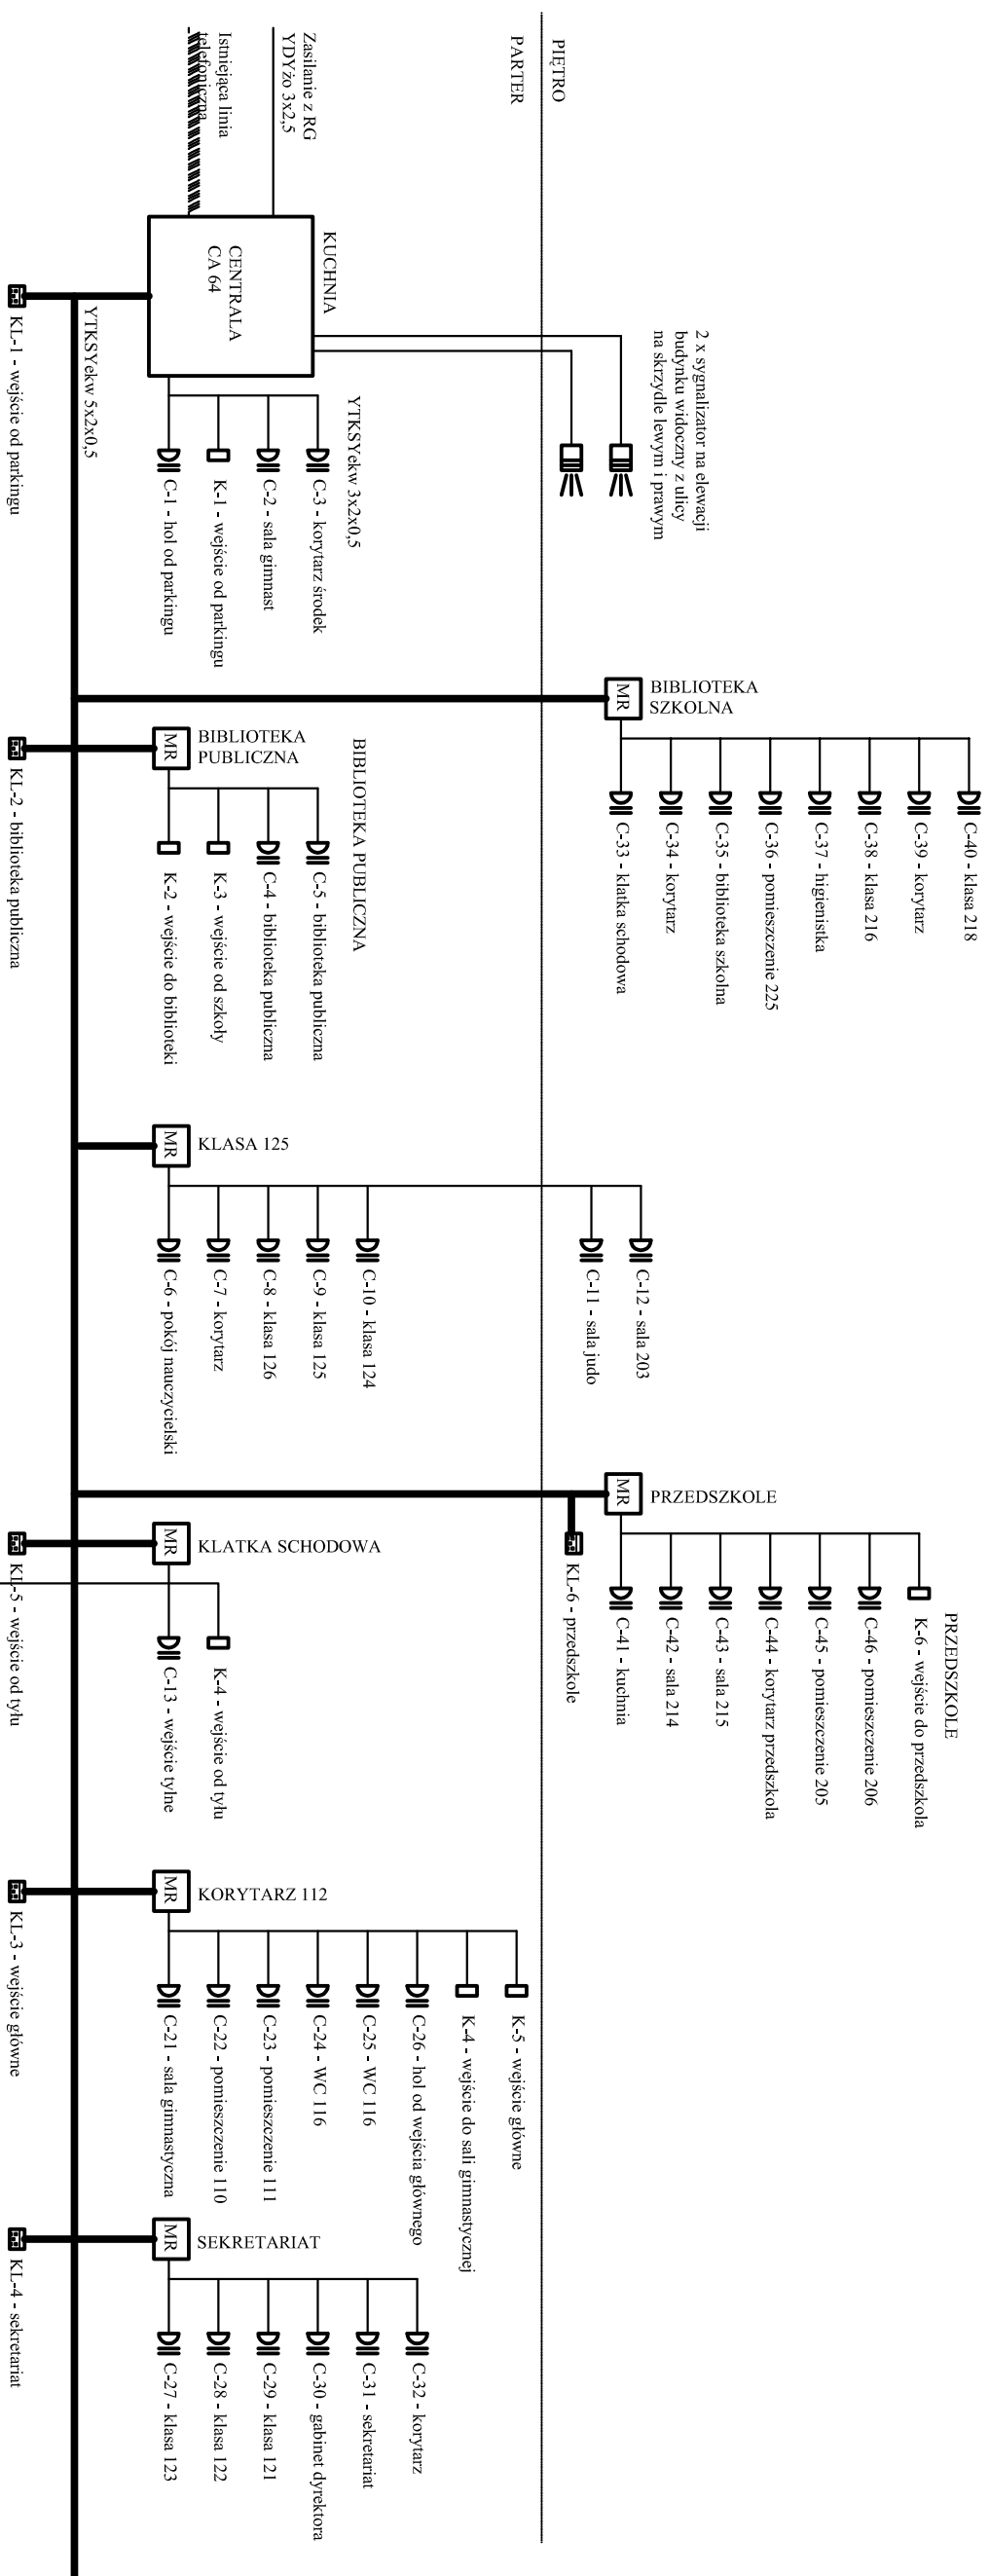 PIĘTRO
PARTER
Zasilanie z RG
YDYżo 3x2,5
Istniejąca linia
telefoniczna
KUCHNIA
CENTRALA
CA 64
2 x sygnalizator na elewacji
budynku widoczny z ulicy
na skrzydle lewym i prawym
YTKSYekw 3x2x0,5
C-3 - korytarz środek
C-2 - sala gimnast
K-1 - wejście od parkingu
C-1 - hol od parkingu
YTKSYekw 5x2x0,5
KL-1 - wejście od parkingu
MR
BIBLIOTEKA
SZKOLNA
C-40 - klasa 218
C-39 - korytarz
C-38 - klasa 216
C-37 - higienistka
C-36 - pomieszczenie 225
C-35 - biblioteka szkolna
C-34 - korytarz
C-33 - klatka schodowa
BIBLIOTEKA PUBLICZNA
MR
BIBLIOTEKA
PUBLICZNA
C-5 - biblioteka publiczna
C-4 - biblioteka publiczna
K-3 - wejście od szkoły
K-2 - wejście do biblioteki
KL-2 - biblioteka publiczna
MR
KLASA 125
C-12 - sala 203
C-11 - sala judo
C-10 - klasa 124
C-9 - klasa 125
C-8 - klasa 126
C-7 - korytarz
C-6 - pokój nauczycielski
PRZEDSZKOLE
MR
PRZEDSZKOLE
K-6 - wejście do przedszkola
C-46 - pomieszczenie 206
C-45 - pomieszczenie 205
C-44 - korytarz przedszkola
C-43 - sala 215
C-42 - sala 214
C-41 - kuchnia
KL-6 - przedszkole
MR
KLATKA SCHODOWA
K-4 - wejście od tyłu
C-13 - wejście tylne
KL-5 - wejście od tyłu
MR
KORYTARZ 112
K-5 - wejście główne
K-4 - wejście do sali gimnastycznej
C-26 - hol od wejścia głównego
C-25 - WC 116
C-24 - WC 116
C-23 - pomieszczenie 111
C-22 - pomieszczenie 110
C-21 - sala gimnastyczna
KL-3 - wejście główne
MR
SEKRETARIAT
C-32 - korytarz
C-31 - sekretariat
C-30 - gabinet dyrektora
C-29 - klasa 121
C-28 - klasa 122
C-27 - klasa 123
KL-4 - sekretariat